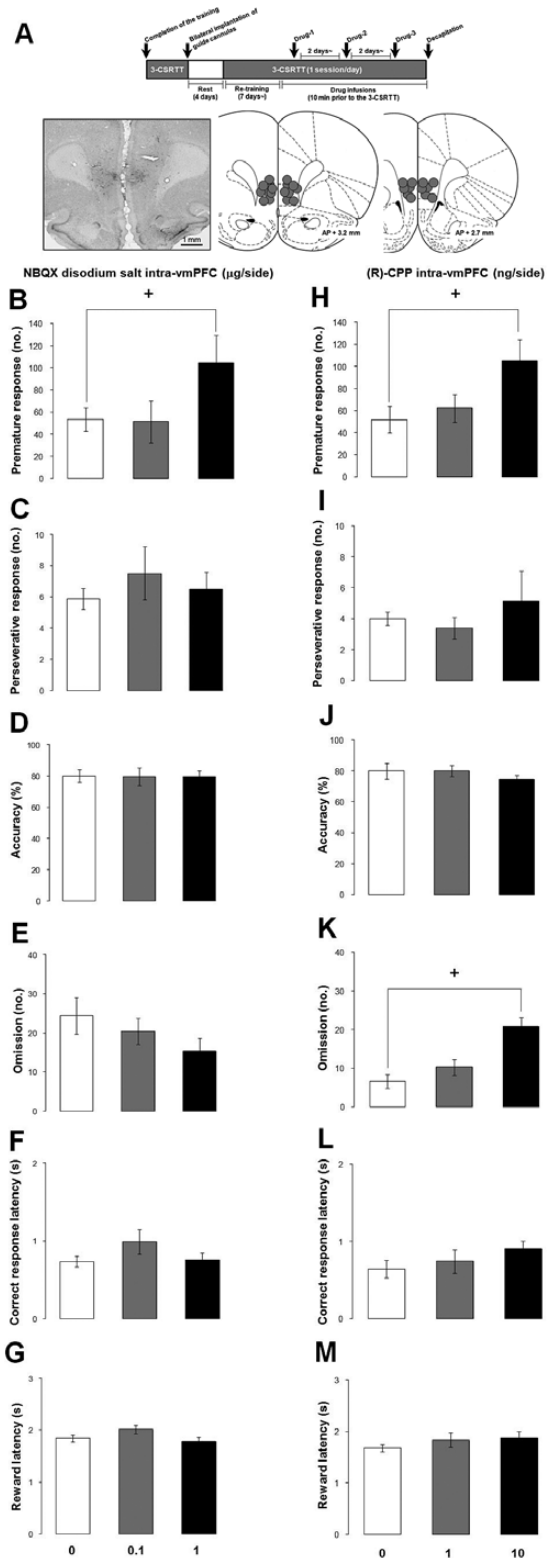 A
Completion of the training
Bilateral implantation of
guide cannulas
Drug-1
Drug-2
Drug-3
Decapitation
2 days~
2 days~
3-CSRTT
3-CSRTT (1 session/day)
Rest
(4 days)
Re-training
(7 days~)
Drug infusions
(10 min prior to the 3-CSRTT)
1 mm
AP + 3.2 mm
AP + 2.7 mm
NBQX disodium salt intra-vmPFC (μg/side)
(R)-CPP intra-vmPFC (ng/side)
B
Premature response (no.)
140
120
100
80
60
40
20
0
+
H
Premature response (no.)
140
120
100
80
60
40
20
0
+
C
Perseverative response (no.)
10
8
6
4
2
0
I
Perseverative response (no.)
10
8
6
4
2
0
D
Accuracy (%)
100
80
60
40
20
0
J
Accuracy (%)
100
80
60
40
20
0
E
Omission (no.)
40
30
20
10
0
K
Omission (no.)
40
30
20
10
0
+
F
Correct response latency (s)
2
1
0
L
Correct response latency (s)
2
1
0
G
Reward latency (s)
3
2
1
0
0 0.1 1
M
Reward latency (s)
3
2
1
0
0 1 10